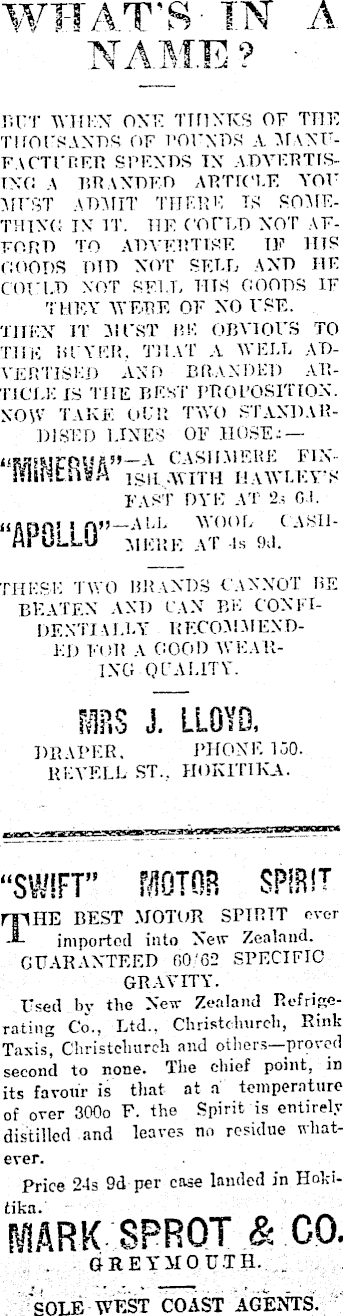 WHAT'S IN A
NAME?
BUT WHEN ONE THINKS OF THE
THOUSANDS OF POUNDS A MANU-
FACTURER SPENDS IN ADVERTIS-
ING A BRANDED ARTICLE YOU
MUST ADMIT THERE IS SOME-
THING IN IT. HE COULD NOT AF-
FORD TO ADVERTISE IF HIS
GOODS DID NOT SELL AND HE
COULD NOT SELL HIS GOODS IF
THEY WERE OF NO USE.
THEN IT MUST BE OBVIOUS TO
THE BUYER, THAT A WELL AD-
VERTISED AND BRANDED AR-
TICLE IS THE BEST PROPOSITION.
NOW TAKE OUR TWO STANDAR-
DISED LINES OF HOSE:—
"MINERVA"—A CASHMERE FIN-
ISH WITH HAWLEY'S
FAST DYE AT 2s 6d.
"APOLLO"—ALL WOOL CASH-
MERE AT 4s 9d.
THESE TWO BRANDS CANNOT BE
BEATEN AND CAN BE CONFI-
DENTIALLY RECOMMEND-
ED FOR A GOOD WEAR-
ING QUALITY.
MRS J. LLOYD,
DRAPER, PHONE 150.
REVELL ST., HOKITIKA.
"SWIFT" MOTOR SPIRIT
THE BEST MOTOR SPIRIT ever
imported into New Zealand.
GUARANTEED 60/62 SPECIFIC
GRAVITY.
Used by the New Zealand Refrige-
rating Co., Ltd., Christchurch, Rink
Taxis, Christchurch and others—proved
second to none. The chief point, in
its favour is that at a temperature
of over 300o F. the Spirit is entirely
distilled and leaves no residue what-
ever.
Price 24s 9d per case landed in Hoki-
tika.
MARK SPROT & CO.
GREYMOUTH.
SOLE WEST COAST AGENTS.